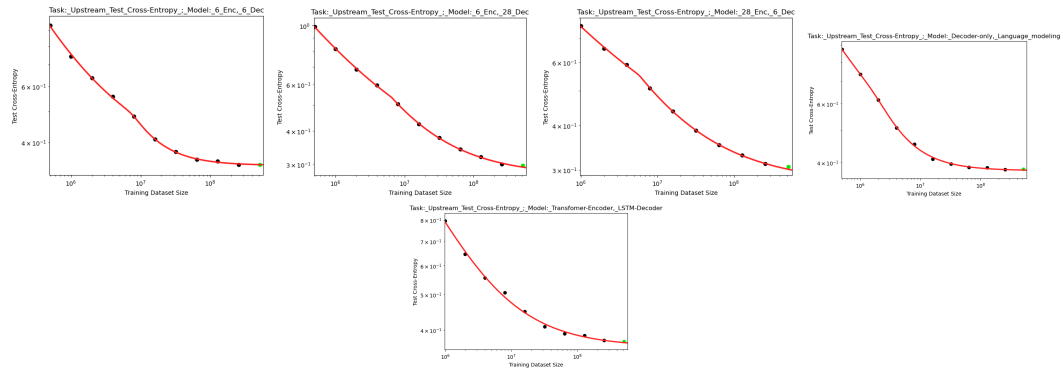 Task:_Upstream_Test_Cross-Entropy_;_Model:_6_Enc,_6_Dec
Test Cross-Entropy
6 × 10⁻¹
4 × 10⁻¹
10⁶
10⁷
10⁸
Training Dataset Size
Task:_Upstream_Test_Cross-Entropy_;_Model:_6_Enc,_28_Dec
Test Cross-Entropy
10⁰
6 × 10⁻¹
4 × 10⁻¹
3 × 10⁻¹
10⁶
10⁷
10⁸
Training Dataset Size
Task:_Upstream_Test_Cross-Entropy_;_Model:_28_Enc,_6_Dec
Test Cross-Entropy
6 × 10⁻¹
4 × 10⁻¹
3 × 10⁻¹
10⁶
10⁷
10⁸
Training Dataset Size
Task:_Upstream_Test_Cross-Entropy_;_Model:_Decoder-only,_Language_modeling
Test Cross-Entropy
6 × 10⁻¹
4 × 10⁻¹
10⁶
10⁷
10⁸
Training Dataset Size
Task:_Upstream_Test_Cross-Entropy_;_Model:_Transfomer-Encoder,_LSTM-Decoder
Test Cross-Entropy
8 × 10⁻¹
7 × 10⁻¹
6 × 10⁻¹
5 × 10⁻¹
4 × 10⁻¹
10⁶
10⁷
10⁸
Training Dataset Size